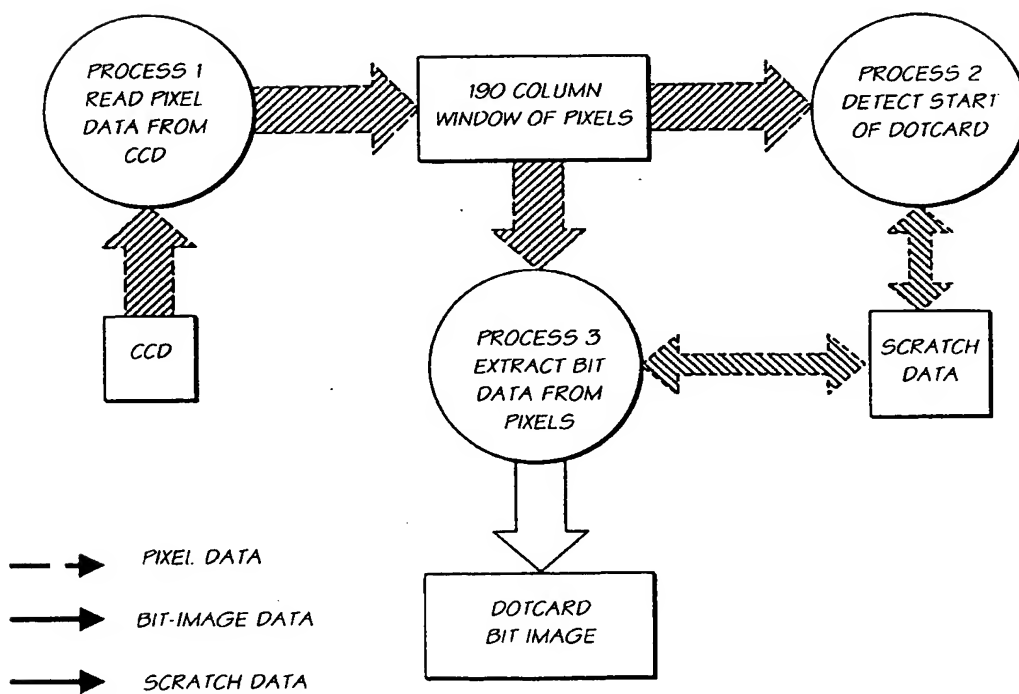 PROCESS 1
READ PIXEL
DATA FROM
CCD
190 COLUMN
WINDOW OF PIXELS
PROCESS 2
DETECT START
OF DOTCARD
CCD
PROCESS 3
EXTRACT BIT
DATA FROM
PIXELS
SCRATCH
DATA
DOTCARD
BIT IMAGE
PIXEL DATA
BIT-IMAGE DATA
SCRATCH DATA